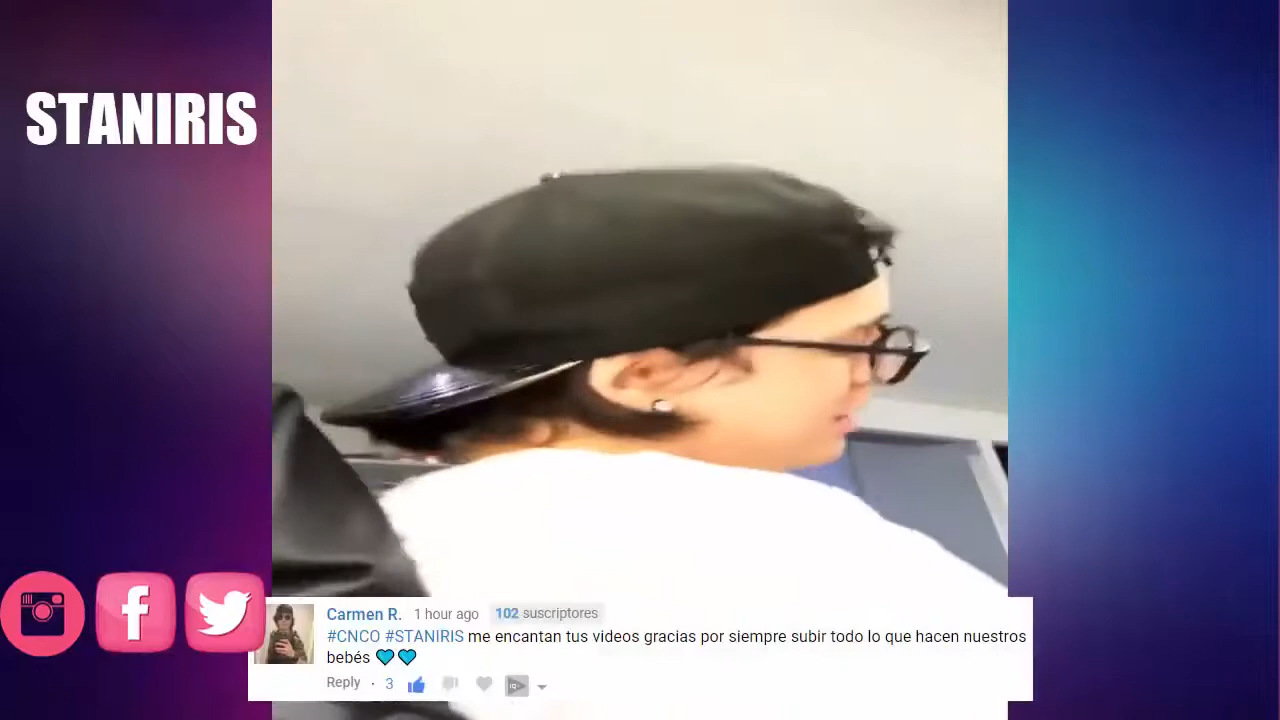 STANIRIS
Carmen R. 1 hour ago 102 suscriptores
#CNCO #STANIRIS me encantan tus videos gracias por siempre subir todo lo que hacen nuestros
bebés 💙💙
Reply · 3